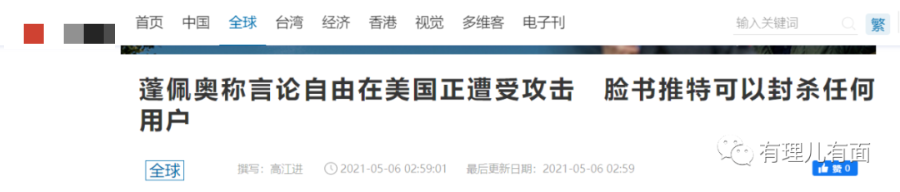 首页 中国 全球 台湾 经济 香港 视觉 多维客 电子刊 输入关键词 繁
蓬佩奥称言论自由在美国正遭受攻击 脸书推特可以封杀任何
用户
全球 撰写：高江进 2021-05-06 02:59:01 最后更新日期：2021-05-06 02:59 赞 0
有理儿有面